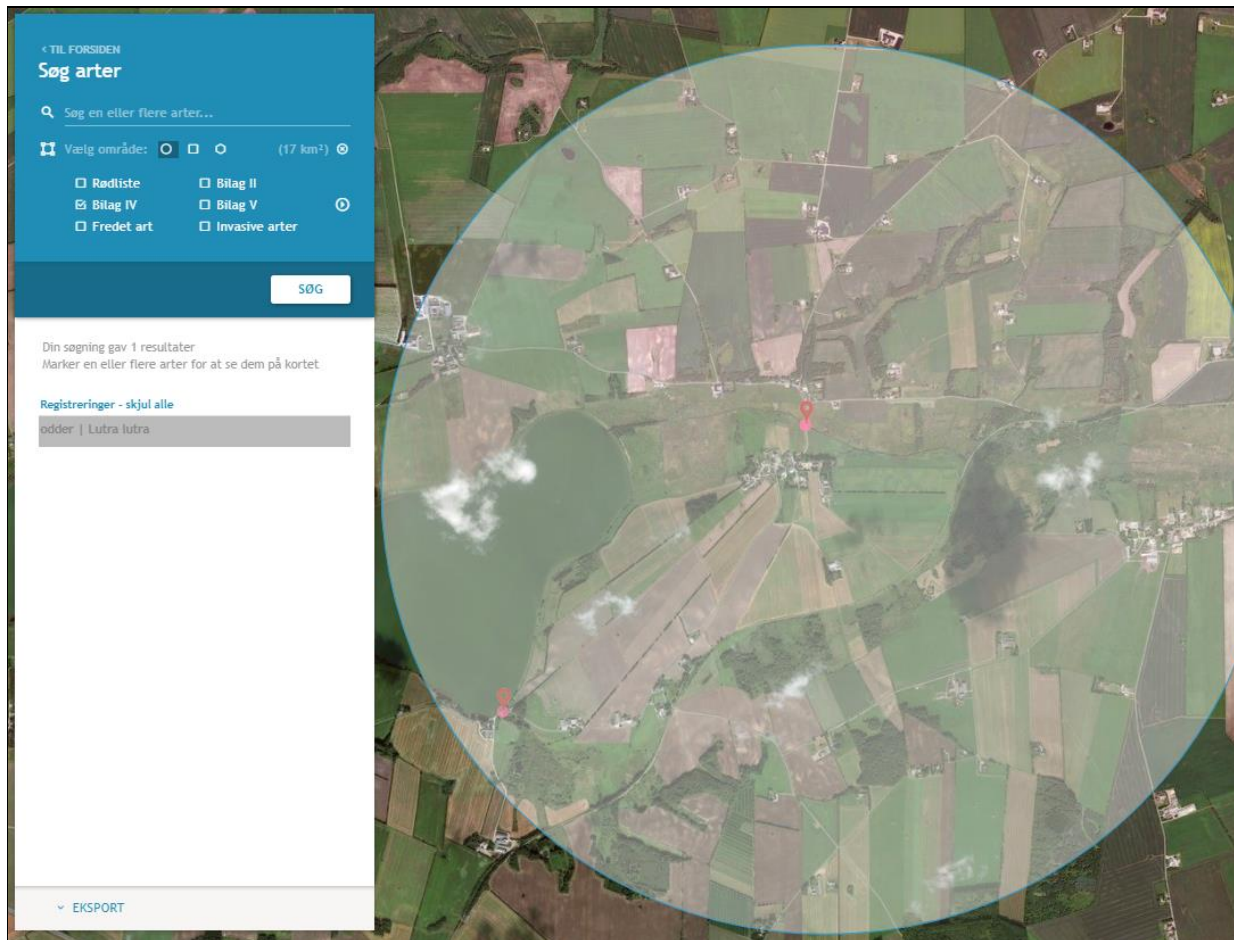 ‹ TIL FORSIDEN
Søg arter
Søg en eller flere arter...
Vælg område: (17 km²)
Rødliste Bilag II
Bilag IV Bilag V
Fredet art Invasive arter
SØG
Din søgning gav 1 resultater
Marker en eller flere arter for at se dem på kortet
Registreringer - skjul alle
odder | Lutra lutra
EKSPORT